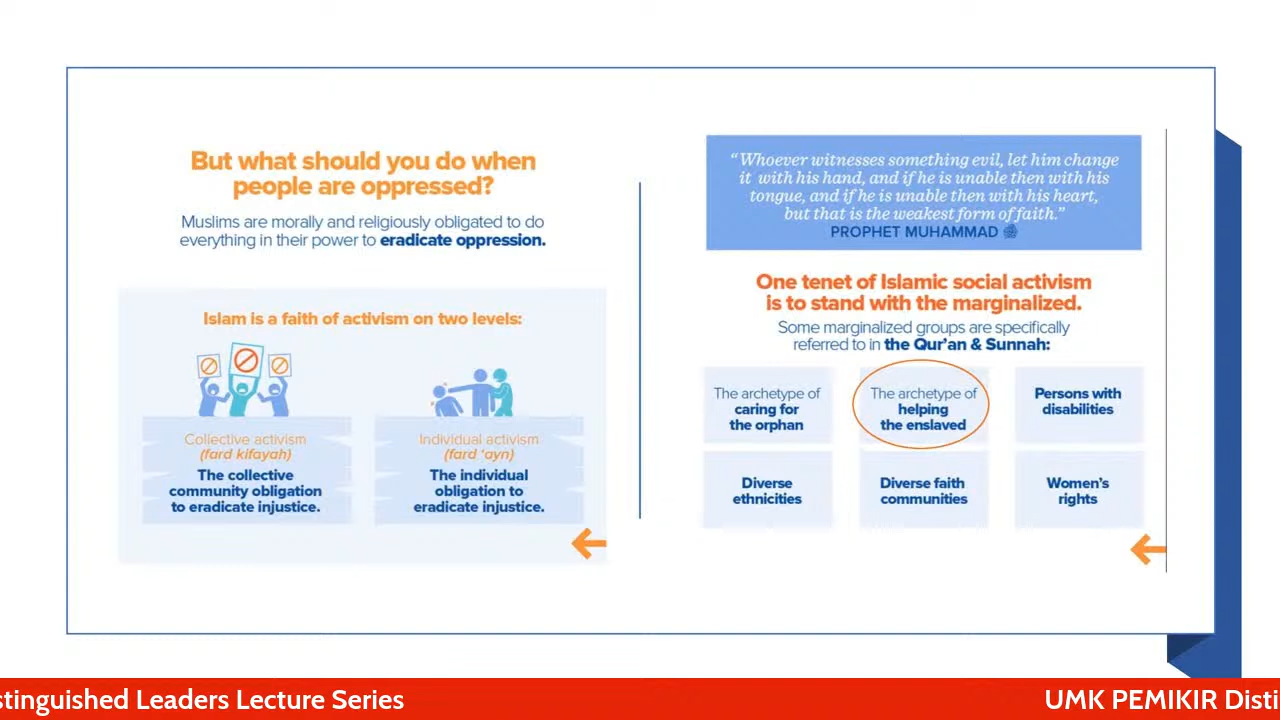 But what should you do when
people are oppressed?
Muslims are morally and religiously obligated to do
everything in their power to eradicate oppression.
Islam is a faith of activism on two levels:
Collective activism
(fard kifayah)
The collective
community obligation
to eradicate injustice.
Individual activism
(fard ‘ayn)
The individual
obligation to
eradicate injustice.
“Whoever witnesses something evil, let him change
it with his hand, and if he is unable then with his
tongue, and if he is unable then with his heart,
but that is the weakest form of faith.”
PROPHET MUHAMMAD ﷺ
One tenet of Islamic social activism
is to stand with the marginalized.
Some marginalized groups are specifically
referred to in the Qur’an & Sunnah:
The archetype of
caring for
the orphan
The archetype of
helping
the enslaved
Persons with
disabilities
Diverse
ethnicities
Diverse faith
communities
Women’s
rights
stinguished Leaders Lecture Series
UMK PEMIKIR Disti